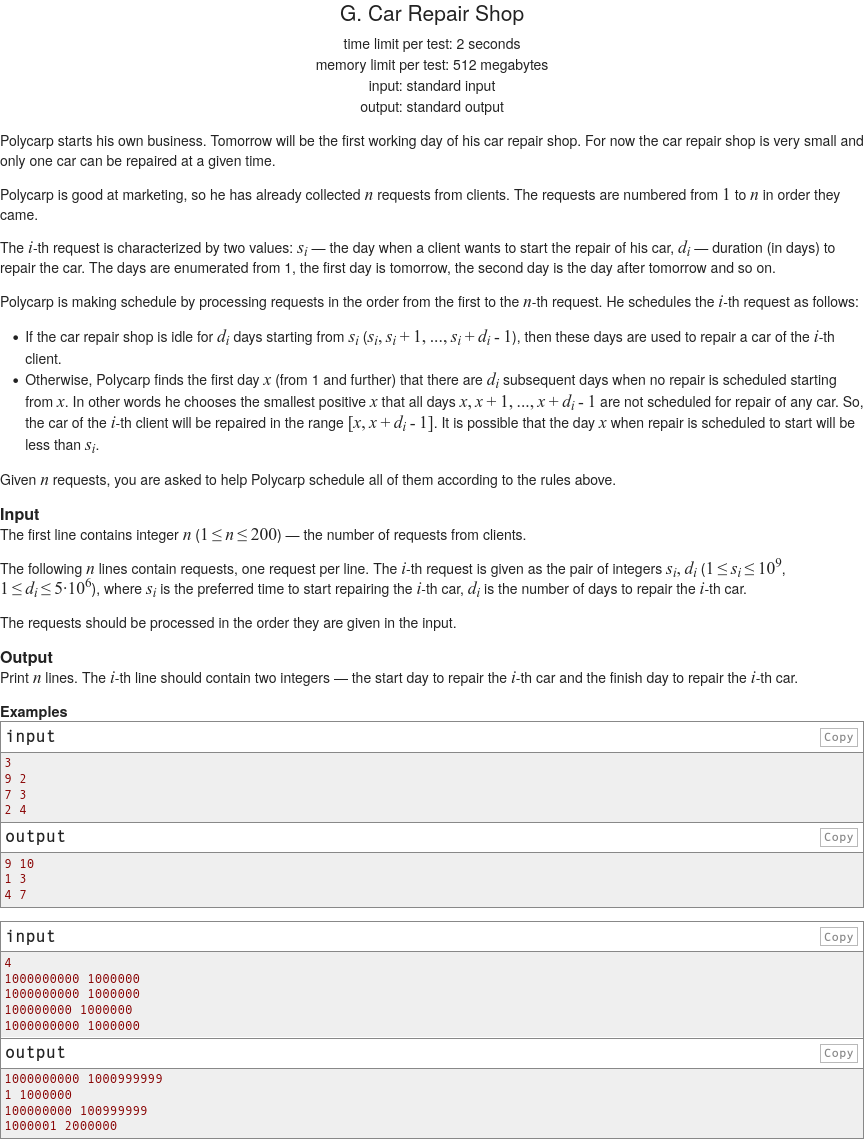 G. Car Repair Shop
time limit per test: 2 seconds
memory limit per test: 512 megabytes
input: standard input
output: standard output
Polycarp starts his own business. Tomorrow will be the first working day of his car repair shop. For now the car repair shop is very small and
only one car can be repaired at a given time.
Polycarp is good at marketing, so he has already collected n requests from clients. The requests are numbered from 1 to n in order they
came.
The i-th request is characterized by two values: s_i — the day when a client wants to start the repair of his car, d_i — duration (in days) to
repair the car. The days are enumerated from 1, the first day is tomorrow, the second day is the day after tomorrow and so on.
Polycarp is making schedule by processing requests in the order from the first to the n-th request. He schedules the i-th request as follows:
• If the car repair shop is idle for d_i days starting from s_i (s_i, s_i + 1, ..., s_i + d_i - 1), then these days are used to repair a car of the i-th
client.
• Otherwise, Polycarp finds the first day x (from 1 and further) that there are d_i subsequent days when no repair is scheduled starting
from x. In other words he chooses the smallest positive x that all days x, x + 1, ..., x + d_i - 1 are not scheduled for repair of any car. So,
the car of the i-th client will be repaired in the range [x, x + d_i - 1]. It is possible that the day x when repair is scheduled to start will be
less than s_i.
Given n requests, you are asked to help Polycarp schedule all of them according to the rules above.
Input
The first line contains integer n (1 ≤ n ≤ 200) — the number of requests from clients.
The following n lines contain requests, one request per line. The i-th request is given as the pair of integers s_i, d_i (1 ≤ s_i ≤ 10^9,
1 ≤ d_i ≤ 5·10^6), where s_i is the preferred time to start repairing the i-th car, d_i is the number of days to repair the i-th car.
The requests should be processed in the order they are given in the input.
Output
Print n lines. The i-th line should contain two integers — the start day to repair the i-th car and the finish day to repair the i-th car.
Examples
input Copy
3
9 2
7 3
2 4
output Copy
9 10
1 3
4 7
input Copy
4
1000000000 1000000
1000000000 1000000
100000000 1000000
1000000000 1000000
output Copy
1000000000 1000999999
1 1000000
100000000 100999999
1000001 2000000